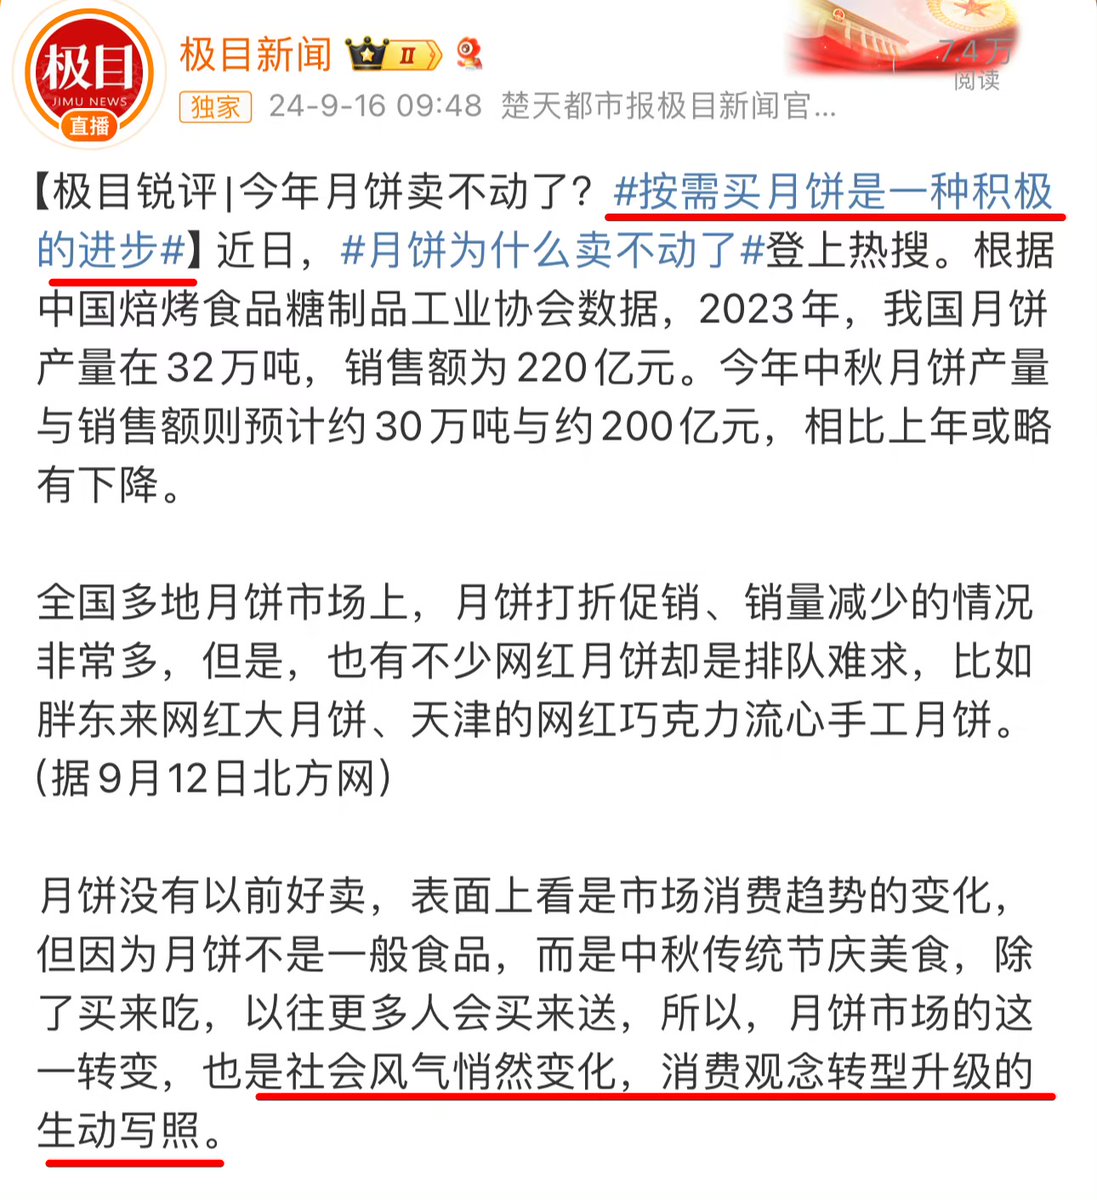 极目
JIMU NEWS
直播
极目新闻 II
7.4万
阅读
独家 24-9-16 09:48 楚天都市报极目新闻官...
【极目锐评|今年月饼卖不动了？#按需买月饼是一种积极
的进步#】近日，#月饼为什么卖不动了#登上热搜。根据
中国焙烤食品糖制品工业协会数据，2023年，我国月饼
产量在32万吨，销售额为220亿元。今年中秋月饼产量
与销售额则预计约30万吨与约200亿元，相比上年或略
有下降。
全国多地月饼市场上，月饼打折促销、销量减少的情况
非常多，但是，也有不少网红月饼却是排队难求，比如
胖东来网红大月饼、天津的网红巧克力流心手工月饼。
（据9月12日北方网）
月饼没有以前好卖，表面上看是市场消费趋势的变化，
但因为月饼不是一般食品，而是中秋传统节庆美食，除
了买来吃，以往更多人会买来送，所以，月饼市场的这
一转变，也是社会风气悄然变化，消费观念转型升级的
生动写照。